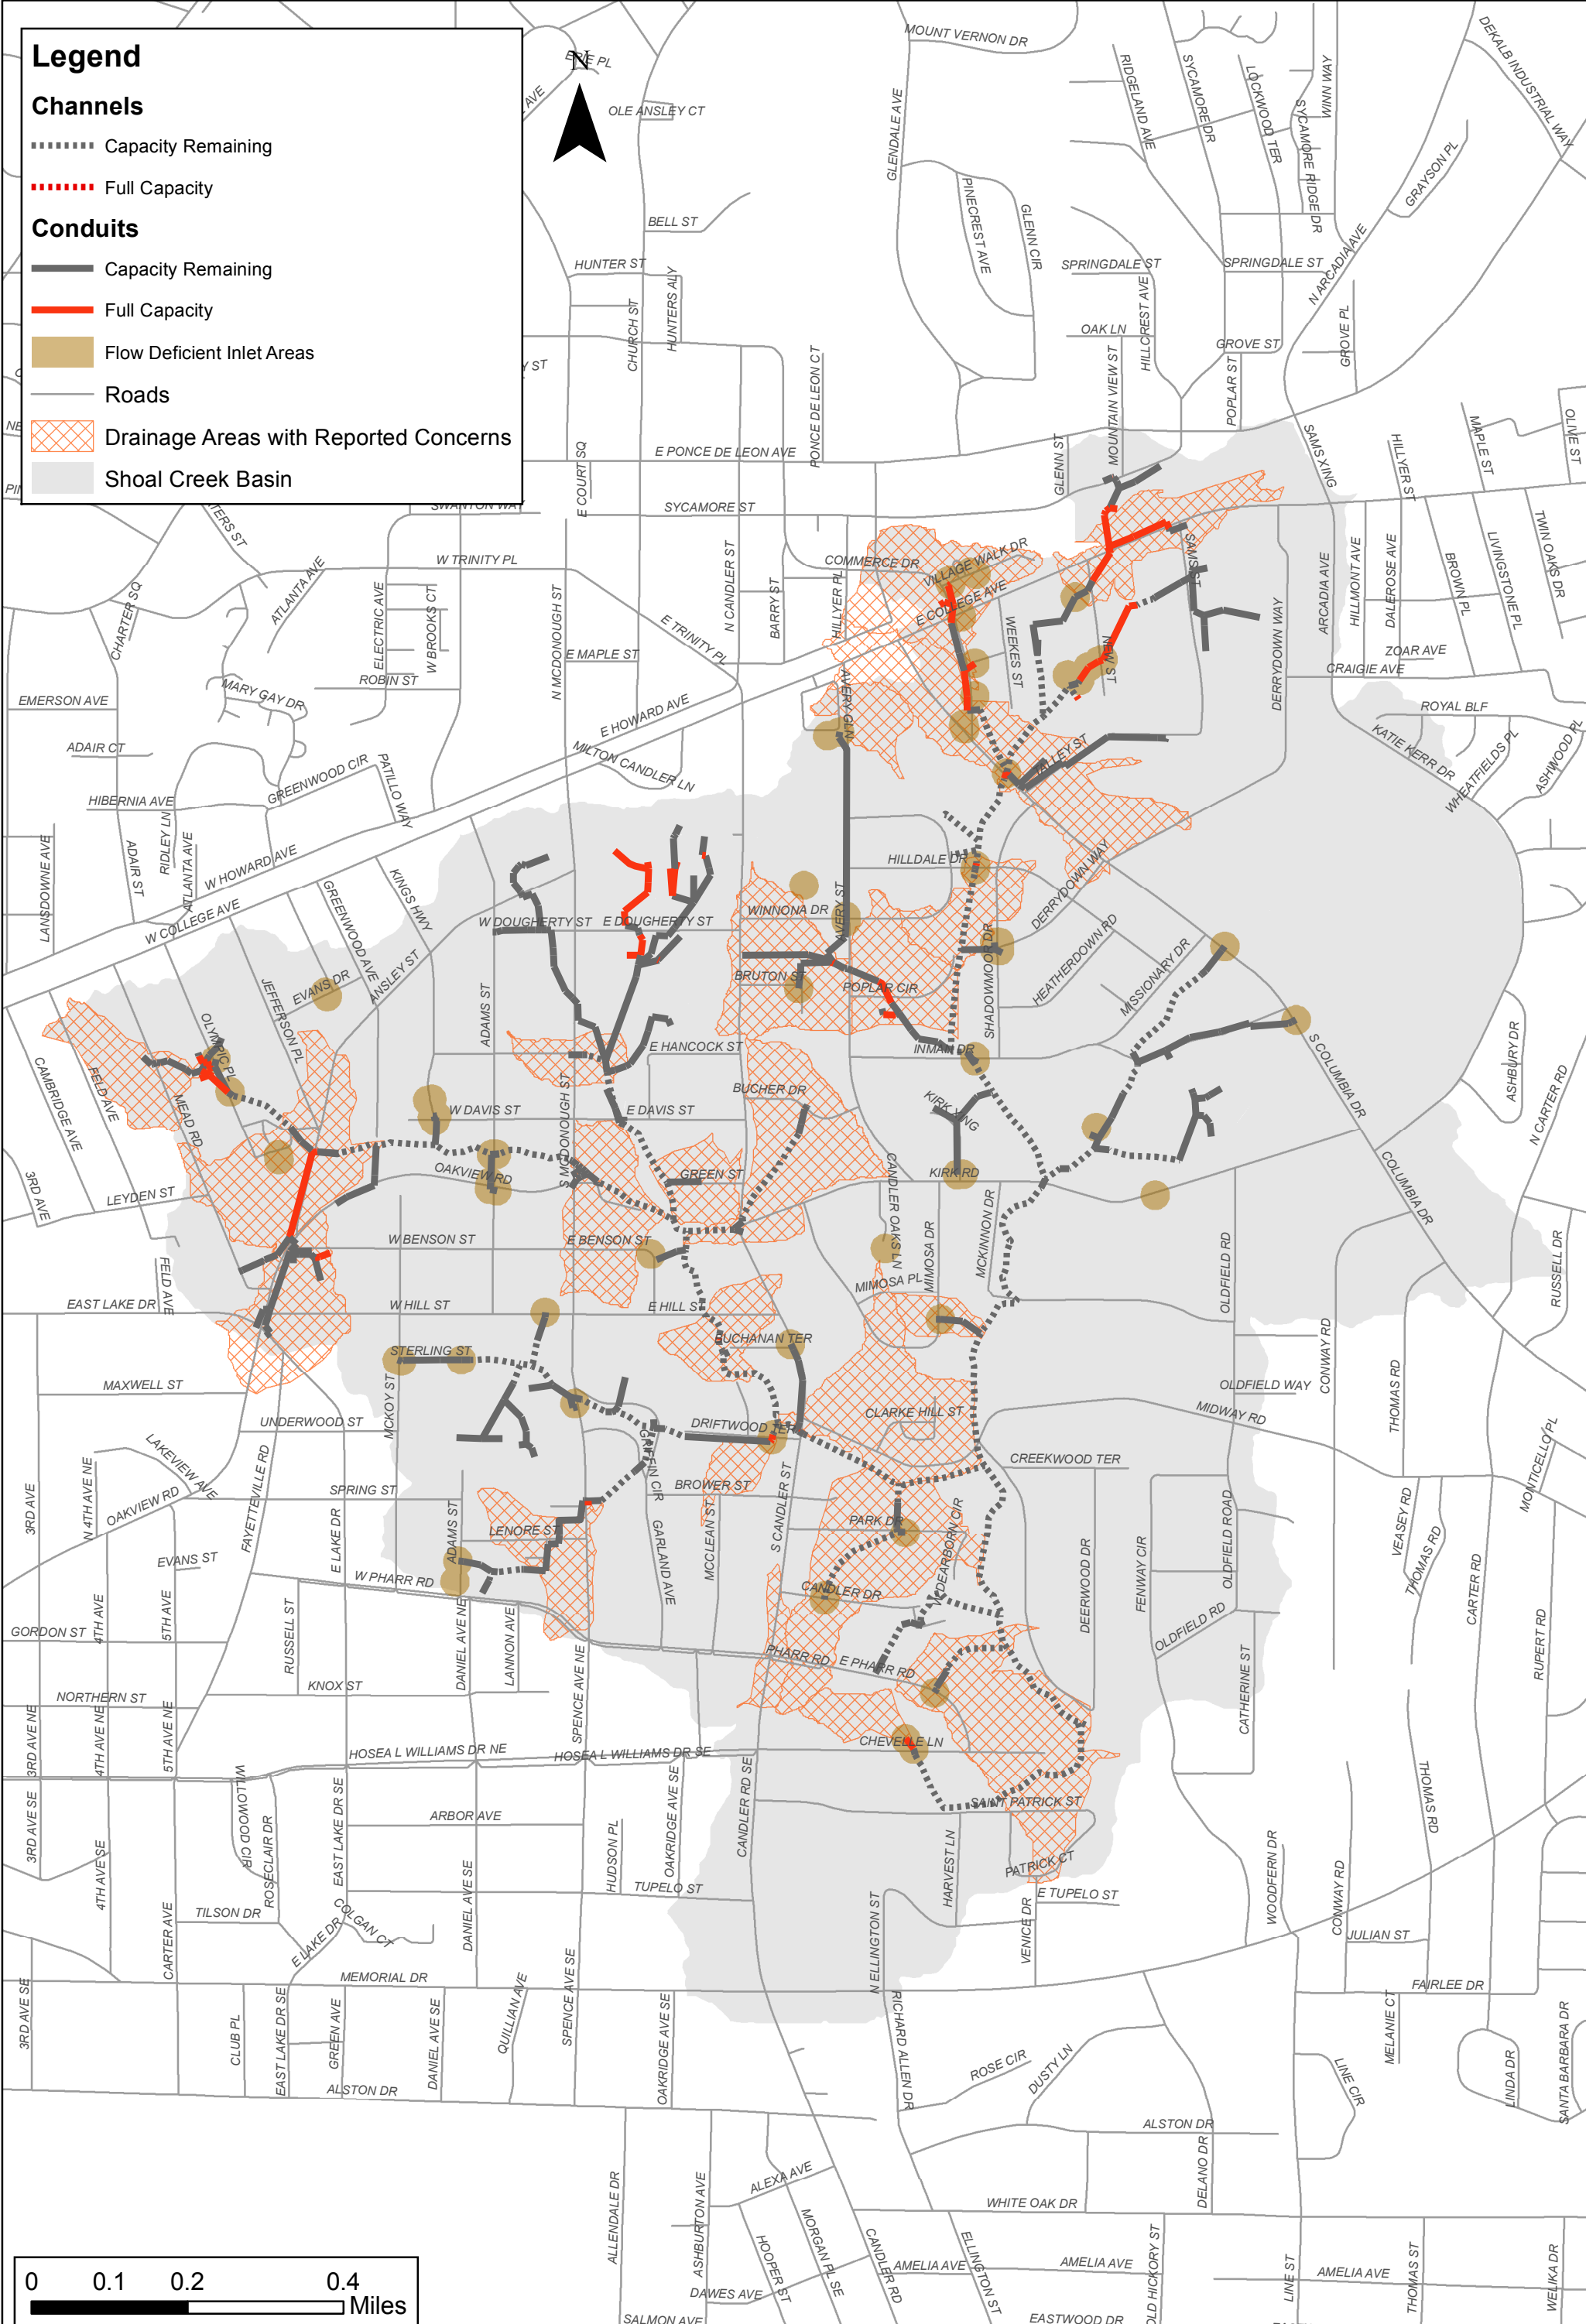 Legend
Channels
Capacity Remaining
Full Capacity
Conduits
Capacity Remaining
Full Capacity
Flow Deficient Inlet Areas
Roads
Drainage Areas with Reported Concerns
Shoal Creek Basin
N
ERIE PL
AVE
OLE ANSLEY CT
MOUNT VERNON DR
GLENDALE AVE
RIDGELAND AVE
SYCAMORE DR
LOCKWOOD TER
SYCAMORE RIDGE DR
WINN WAY
DEKALB INDUSTRIAL WAY
GRAYSON PL
PINECREST AVE
GLENN CIR
BELL ST
HUNTER ST
HUNTERS ALY
CHURCH ST
SPRINGDALE ST
SPRINGDALE ST
N ARCADIA AVE
HILLCREST AVE
OAK LN
GROVE ST
GROVE PL
POPLAR ST
MOUNTAIN VIEW ST
GLENN ST
PONCE DE LEON CT
E PONCE DE LEON AVE
E COURT SQ
SYCAMORE ST
SWANTON WAY
SAMS XING
HILLYER ST
MAPLE ST
OLIVE ST
TWIN OAKS DR
LIVINGSTONE PL
BROWN PL
DALEROSE AVE
HILLMONT AVE
ARCADIA AVE
ZOAR AVE
CRAIGIE AVE
ROYAL BLF
KATIE KERR DR
WHEATFIELDS PL
ASHWOOD PL
W TRINITY PL
ATLANTA AVE
CHARTER SQ
ELECTRIC AVE
W BROOKS CT
ROBIN ST
MARY GAY DR
N MCDONOUGH ST
E MAPLE ST
E TRINITY PL
N CANDLER ST
BARRY ST
HILLYER PL
COMMERCE DR
VILLAGE WALK DR
E COLLEGE AVE
WEEKES ST
NEW ST
SAMS ST
DERRYDOWN WAY
AVERY GLN
VALLEY ST
EMERSON AVE
ADAIR CT
HIBERNIA AVE
GREENWOOD CIR
PATILLO WAY
E HOWARD AVE
MILTON CANDLER LN
LANSDOWNE AVE
ADAIR ST
RIDLEY LN
ATLANTA AVE
W HOWARD AVE
W COLLEGE AVE
GREENWOOD AVE
KINGS HWY
ANSLEY ST
EVANS DR
JEFFERSON PL
OLYMPIC PL
W DOUGHERTY ST
E DOUGHERTY ST
ADAMS ST
WINNONA DR
AVERY ST
HILLDALE DR
DERRYDOWN WAY
HEATHERDOWN RD
MISSIONARY DR
SHADOWMOOR DR
BRUTON ST
POPLAR CIR
INMAN DR
E HANCOCK ST
S COLUMBIA DR
ASHBURY DR
N CARTER RD
CAMBRIDGE AVE
FELD AVE
MEAD RD
3RD AVE
LEYDEN ST
W DAVIS ST
E DAVIS ST
S MCDONOUGH ST
BUCHER DR
KIRK XING
KIRK RD
GREEN ST
OAKVIEW RD
CANDLER OAKS LN
MIMOSA DR
MCKINNON DR
MIMOSA PL
COLUMBIA DR
OLDFIELD RD
RUSSELL DR
W BENSON ST
E BENSON ST
FELD AVE
EAST LAKE DR
W HILL ST
E HILL ST
BUCHANAN TER
STERLING ST
MCKOY ST
MAXWELL ST
UNDERWOOD ST
CONWAY RD
THOMAS RD
OLDFIELD WAY
MIDWAY RD
CLARKE HILL ST
DRIFTWOOD TER
GRIFFIN CIR
CREEKWOOD TER
LAKEVIEW AVE
OAKVIEW RD
FAYETTEVILLE RD
3RD AVE
N 4TH AVE NE
SPRING ST
BROWER ST
MONTICELLO PL
VEASEY RD
THOMAS RD
CARTER RD
RUPERT RD
EVANS ST
E LAKE DR
ADAMS ST
LENORE ST
GARLAND AVE
MCCLEAN ST
S CANDLER ST
PARK DR
W DEARBORN CIR
DEERWOOD DR
FENWAY CIR
OLDFIELD ROAD
OLDFIELD RD
CATHERINE ST
W PHARR RD
CANDLER DR
PHARR RD
E PHARR RD
GORDON ST
4TH AVE
5TH AVE
RUSSELL ST
DANIEL AVE NE
LANNON AVE
SPENCE AVE NE
KNOX ST
NORTHERN ST
3RD AVE NE
4TH AVE NE
5TH AVE NE
HOSEA L WILLIAMS DR NE
HOSEA L WILLIAMS DR SE
CHEVELLE LN
SAINT PATRICK ST
PATRICK CT
HARVEST LN
E TUPELO ST
VENICE DR
WILLOWOOD CIR
ROSECLAIR DR
EAST LAKE DR SE
ARBOR AVE
HUDSON PL
OAKRIDGE AVE SE
CANDLER RD SE
3RD AVE SE
4TH AVE SE
TUPELO ST
TILSON DR
COLGAN CT
E LAKE DR
DANIEL AVE SE
CARTER AVE
MEMORIAL DR
N ELLINGTON ST
WOODFERN DR
CONWAY RD
THOMAS RD
JULIAN ST
FAIRLEE DR
3RD AVE SE
CLUB PL
EAST LAKE DR SE
GREEN AVE
DANIEL AVE SE
QUILLIAN AVE
SPENCE AVE SE
OAKRIDGE AVE SE
RICHARD ALLEN DR
ROSE CIR
DUSTY LN
MELANIE CT
LINE CIR
LINDA DR
SANTA BARBARA DR
ALSTON DR
ALSTON DR
DELANO DR
ALLENDALE DR
ASHBURTON AVE
ALEXA AVE
HOOPER ST
MORGAN PL SE
CANDLER RD
WHITE OAK DR
AMELIA AVE
ELLINGTON ST
AMELIA AVE
OLD HICKORY ST
LINE ST
AMELIA AVE
THOMAS ST
WELIKA DR
DAWES AVE
SALMON AVE
EASTWOOD DR
0 0.1 0.2 0.4
Miles